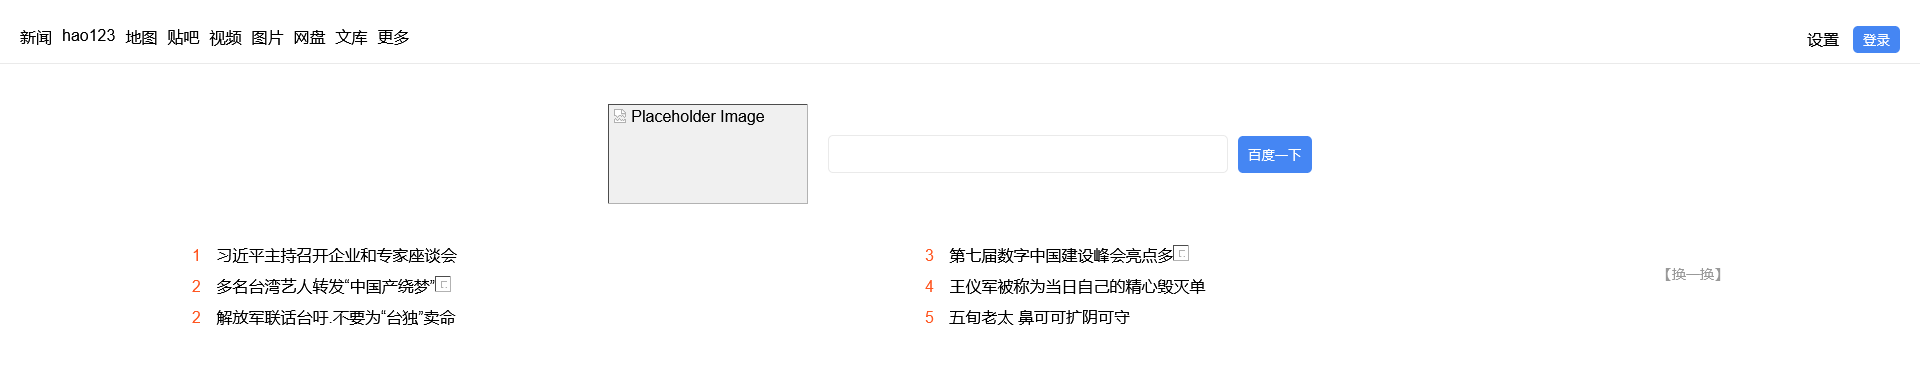 新闻 hao123 地图 贴吧 视频 图片 网盘 文库 更多
设置 登录
Placeholder Image
百度一下
1 习近平主持召开企业和专家座谈会
2 多名台湾艺人转发“中国产绕梦”
2 解放军联话台吁.不要为“台独”卖命
3 第七届数字中国建设峰会亮点多
4 王仪军被称为当日自己的精心毁灭单
5 五旬老太 鼻可可扩阴可守
【换一换】